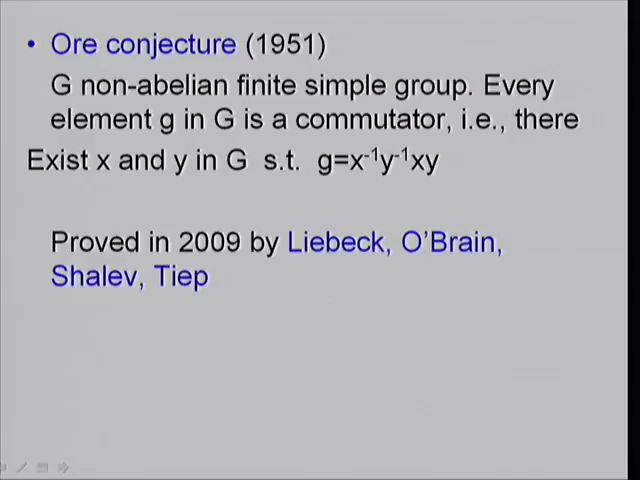 • Ore conjecture (1951)
G non-abelian finite simple group. Every
element g in G is a commutator, i.e., there
Exist x and y in G s.t. g=x⁻¹y⁻¹xy
Proved in 2009 by Liebeck, O’Brain,
Shalev, Tiep